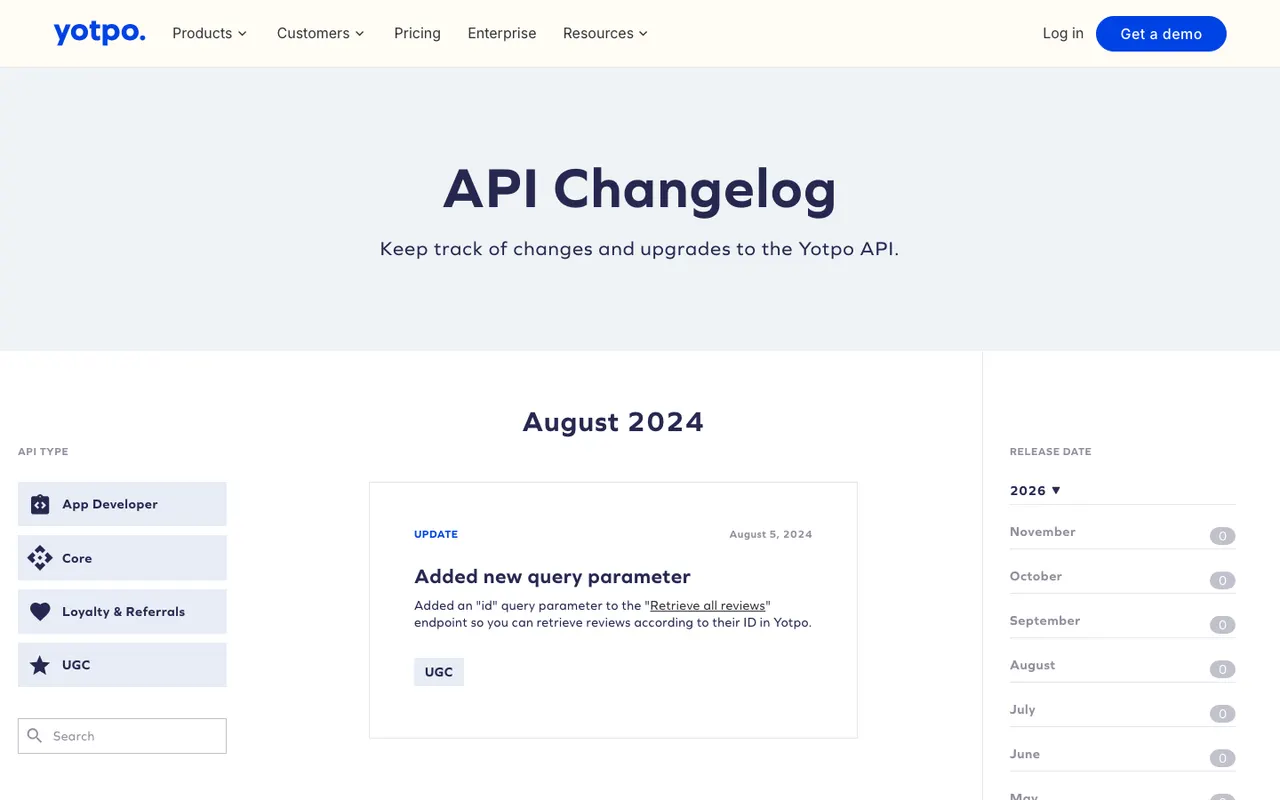 yotpo.
Products
Customers
Pricing
Enterprise
Resources
Log in
Get a demo
API Changelog
Keep track of changes and upgrades to the Yotpo API.
API TYPE
App Developer
Core
Loyalty & Referrals
UGC
Search
August 2024
UPDATE
August 5, 2024
Added new query parameter
Added an "id" query parameter to the "Retrieve all reviews"
endpoint so you can retrieve reviews according to their ID in Yotpo.
UGC
RELEASE DATE
2026 ▼
November 0
October 0
September 0
August 0
July 0
June 0
May